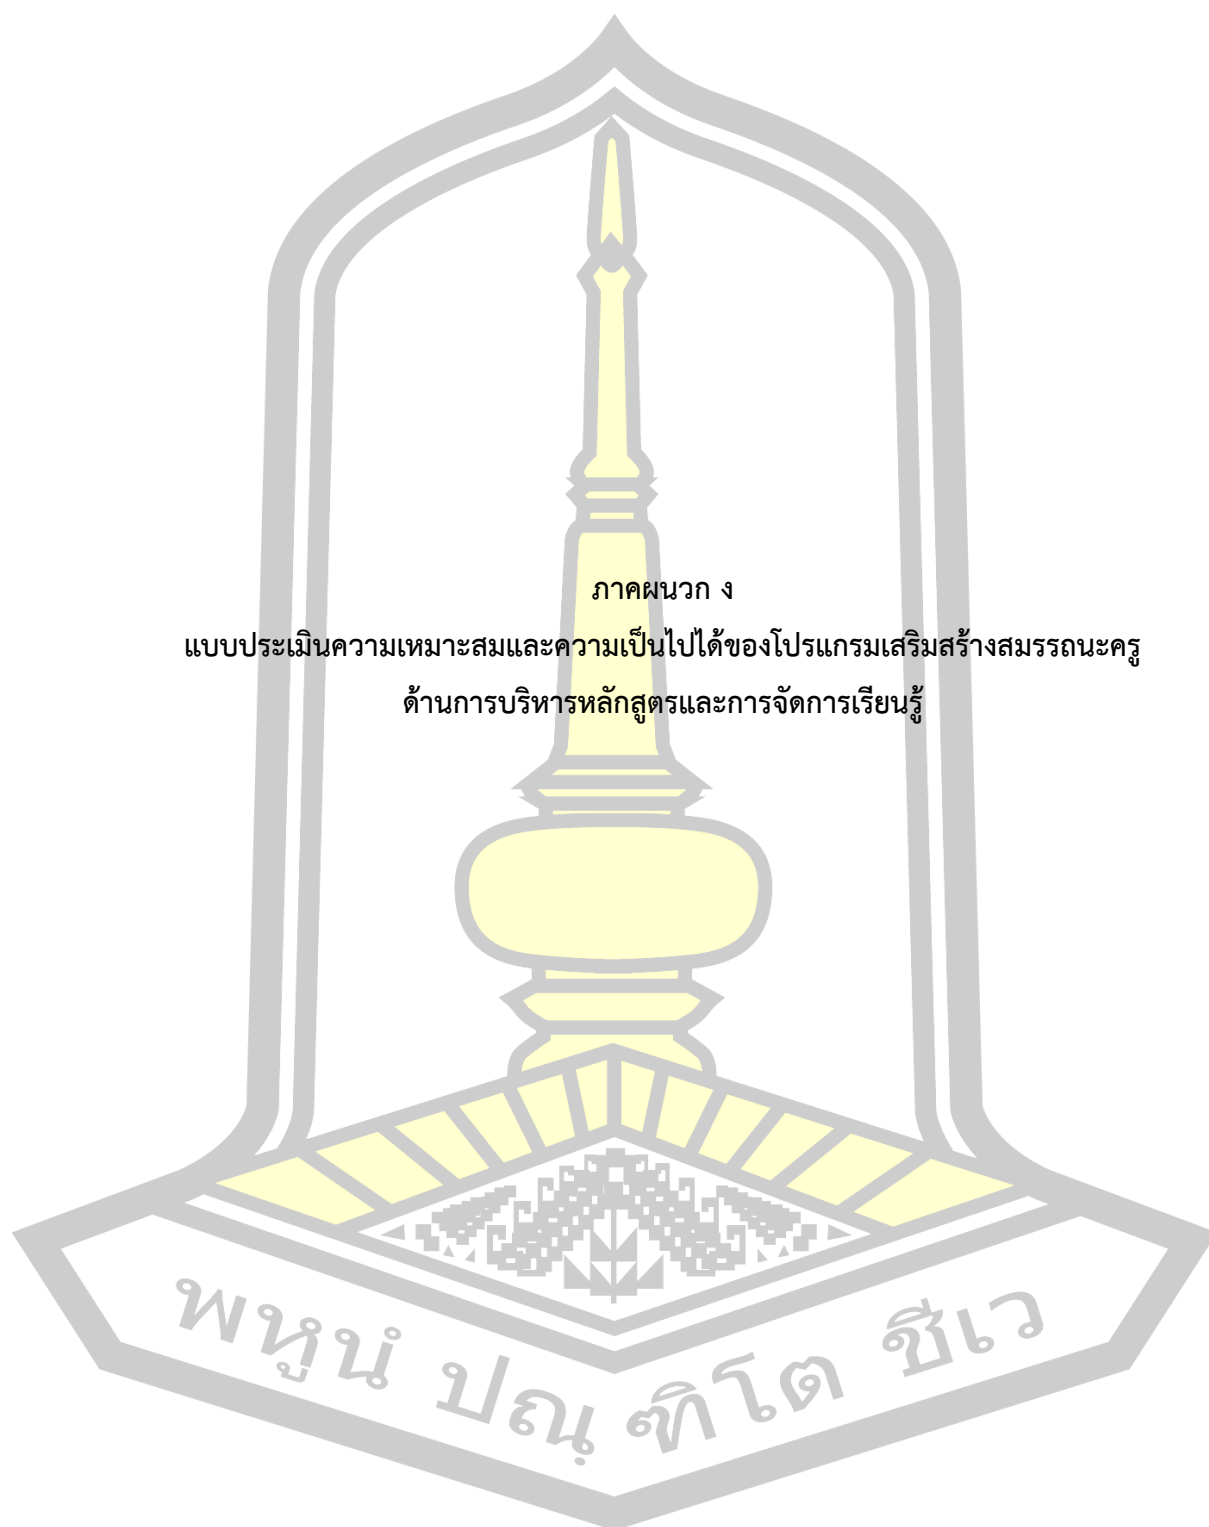 ภาคผนวก ง
แบบประเมินความเหมาะสมและความเป็นไปได้ของโปรแกรมเสริมสร้างสมรรถนะครู
ด้านการบริหารหลักสูตรและการจัดการเรียนรู้
พหูนํ ปณฺฑิโต ชีเว